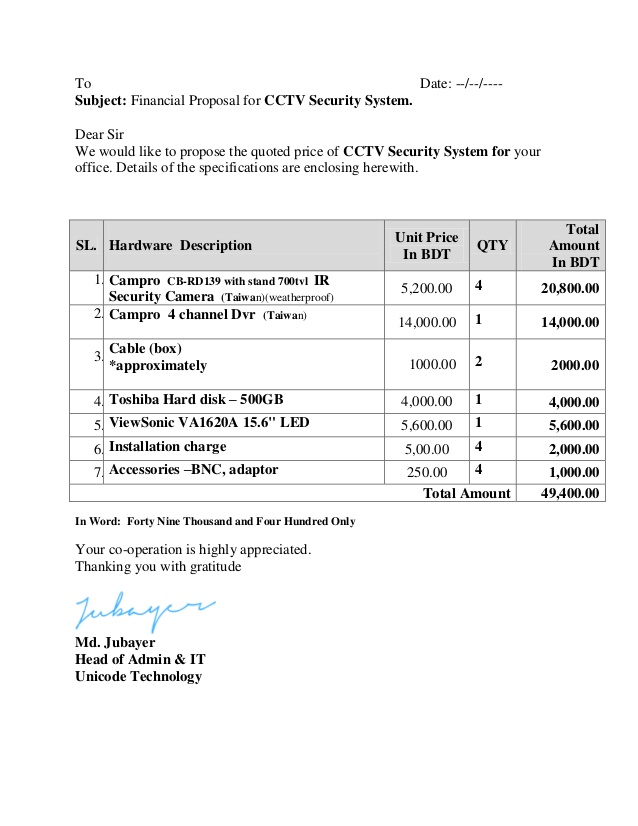 To Date: --/--/----
Subject: Financial Proposal for CCTV Security System.
Dear Sir
We would like to propose the quoted price of CCTV Security System for your
office. Details of the specifications are enclosing herewith.
SL. Hardware Description Unit Price In BDT QTY Total Amount In BDT
1. Campro CB-RD139 with stand 700tvl IR
Security Camera (Taiwan)(weatherproof) 5,200.00 4 20,800.00
2. Campro 4 channel Dvr (Taiwan) 14,000.00 1 14,000.00
3. Cable (box)
*approximately 1000.00 2 2000.00
4. Toshiba Hard disk – 500GB 4,000.00 1 4,000.00
5. ViewSonic VA1620A 15.6" LED 5,600.00 1 5,600.00
6. Installation charge 5,00.00 4 2,000.00
7. Accessories –BNC, adaptor 250.00 4 1,000.00
Total Amount 49,400.00
In Word: Forty Nine Thousand and Four Hundred Only
Your co-operation is highly appreciated.
Thanking you with gratitude
Jubayer
Md. Jubayer
Head of Admin & IT
Unicode Technology